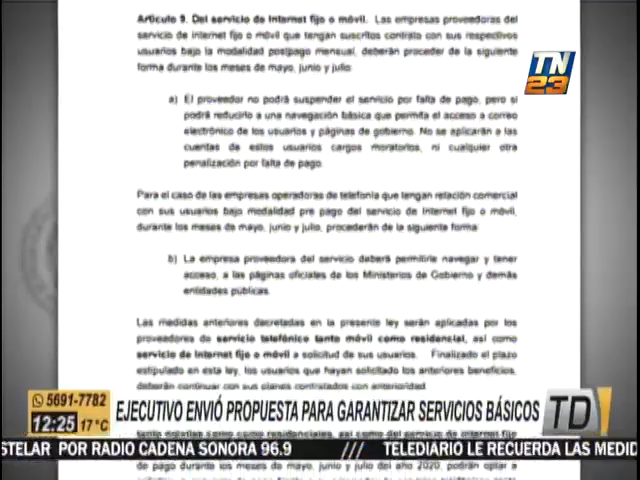 Artículo 9. Del servicio de Internet fijo o móvil. Las empresas proveedoras del
servicio de internet fijo o móvil que tengan suscritos contrato con sus respectivos
usuarios bajo la modalidad postpago mensual, deberán proceder de la siguiente
forma durante los meses de mayo, junio y julio:
TN
23
a) El proveedor no podrá suspender el servicio por falta de pago, pero sí
podrá reducirlo a una navegación básica que permita el acceso a correo
electrónico de los usuarios y páginas de gobierno. No se aplicarán a las
cuentas de estos usuarios cargos moratorios, ni cualquier otra
penalización por falta de pago.
Para el caso de las empresas operadoras de telefonía que tengan relación comercial
con sus usuarios bajo modalidad pre pago del servicio de Internet fijo o móvil,
durante los meses de mayo, junio y julio, procederán de la siguiente forma:
b) La empresa proveedora del servicio deberá permitirle navegar y tener
acceso, a las páginas oficiales de los Ministerios de Gobierno y demás
entidades públicas.
Las medidas anteriores decretadas en la presente ley serán aplicadas por los
proveedores de servicio telefónico tanto móvil como residencial, así como
servicio de Internet fijo o móvil a solicitud de sus usuarios. Finalizado el plazo
estipulado en esta ley, los usuarios que hayan solicitado los anteriores beneficios,
deberán continuar con sus planes contratados con anterioridad.
5691-7782
12:25 17°C
EJECUTIVO ENVIÓ PROPUESTA PARA GARANTIZAR SERVICIOS BÁSICOS
TD
STELAR POR RADIO CADENA SONORA 96.9 /// TELEDIARIO LE RECUERDA LAS MEDID
de pago durante los meses de mayo, junio y julio del año 2020, podrán optar a